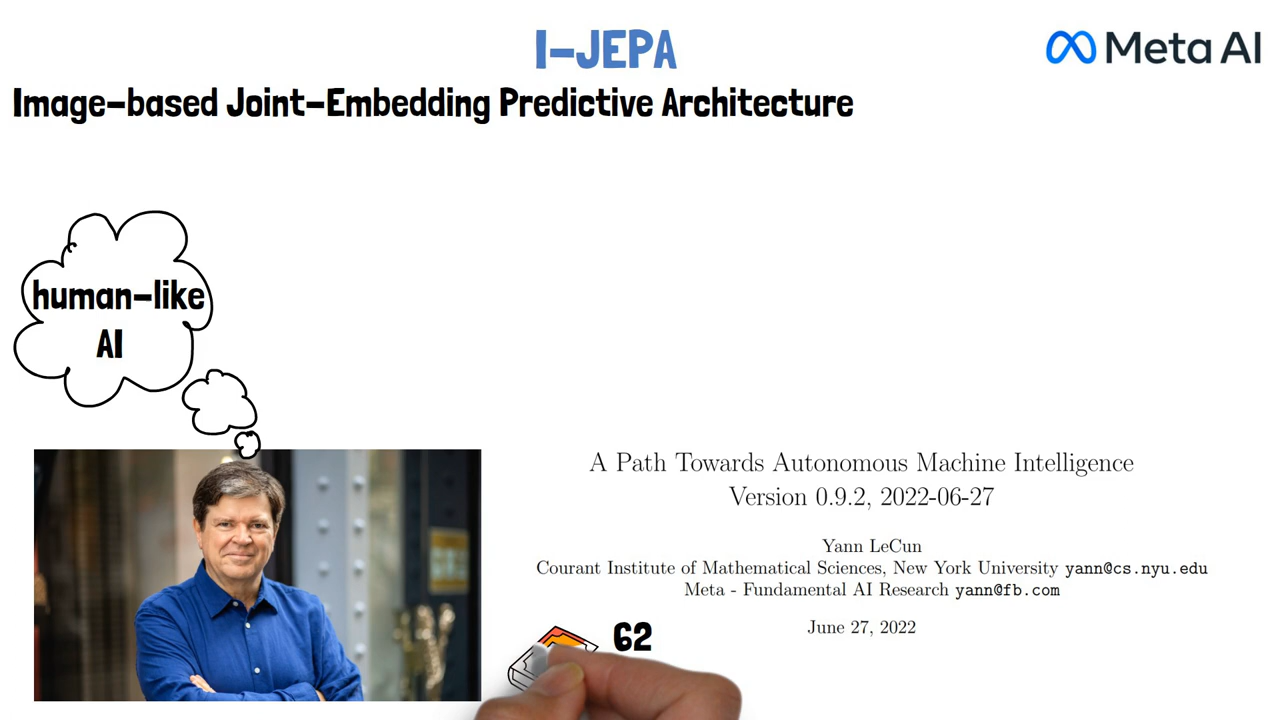 I-JEPA
Meta AI
Image-based Joint-Embedding Predictive Architecture
human-like
AI
A Path Towards Autonomous Machine Intelligence
Version 0.9.2, 2022-06-27
Yann LeCun
Courant Institute of Mathematical Sciences, New York University yann@cs.nyu.edu
Meta - Fundamental AI Research yann@fb.com
June 27, 2022
62